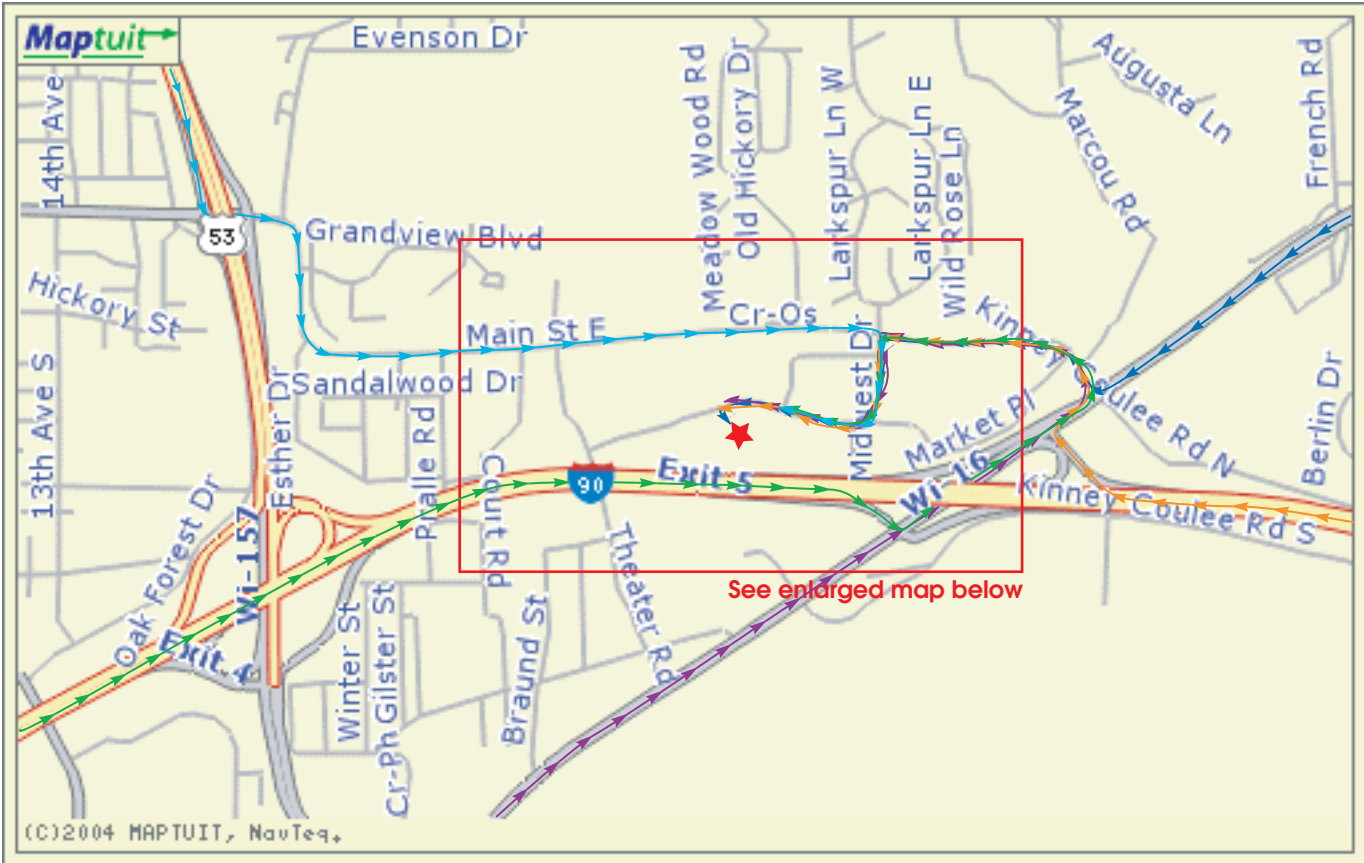 Maptuit
Evenson Dr
14th Ave
53
Grandview Blvd
Meadow Wood Rd
Old Hickory Dr
Larkspur Ln W
Larkspur Ln E
Wild Rose Ln
Augusta Ln
Marcou Rd
French Rd
Hickory St
Main St E
Cr-Os
Kinney Coulee Rd N
Sandalwood Dr
13th Ave S
Esther Dr
Pralle Rd
Midwest Dr
Market Pl
Berlin Dr
Court Rd
90
Exit 5
Wi-16
Kinney Coulee Rd S
Oak Forest Dr
Wi-157
Exit 4
Theater Rd
See enlarged map below
Winter St
Gilster St
Cr-Ph
Braund St
(C)2004 MAPTUIT, NavTeq.